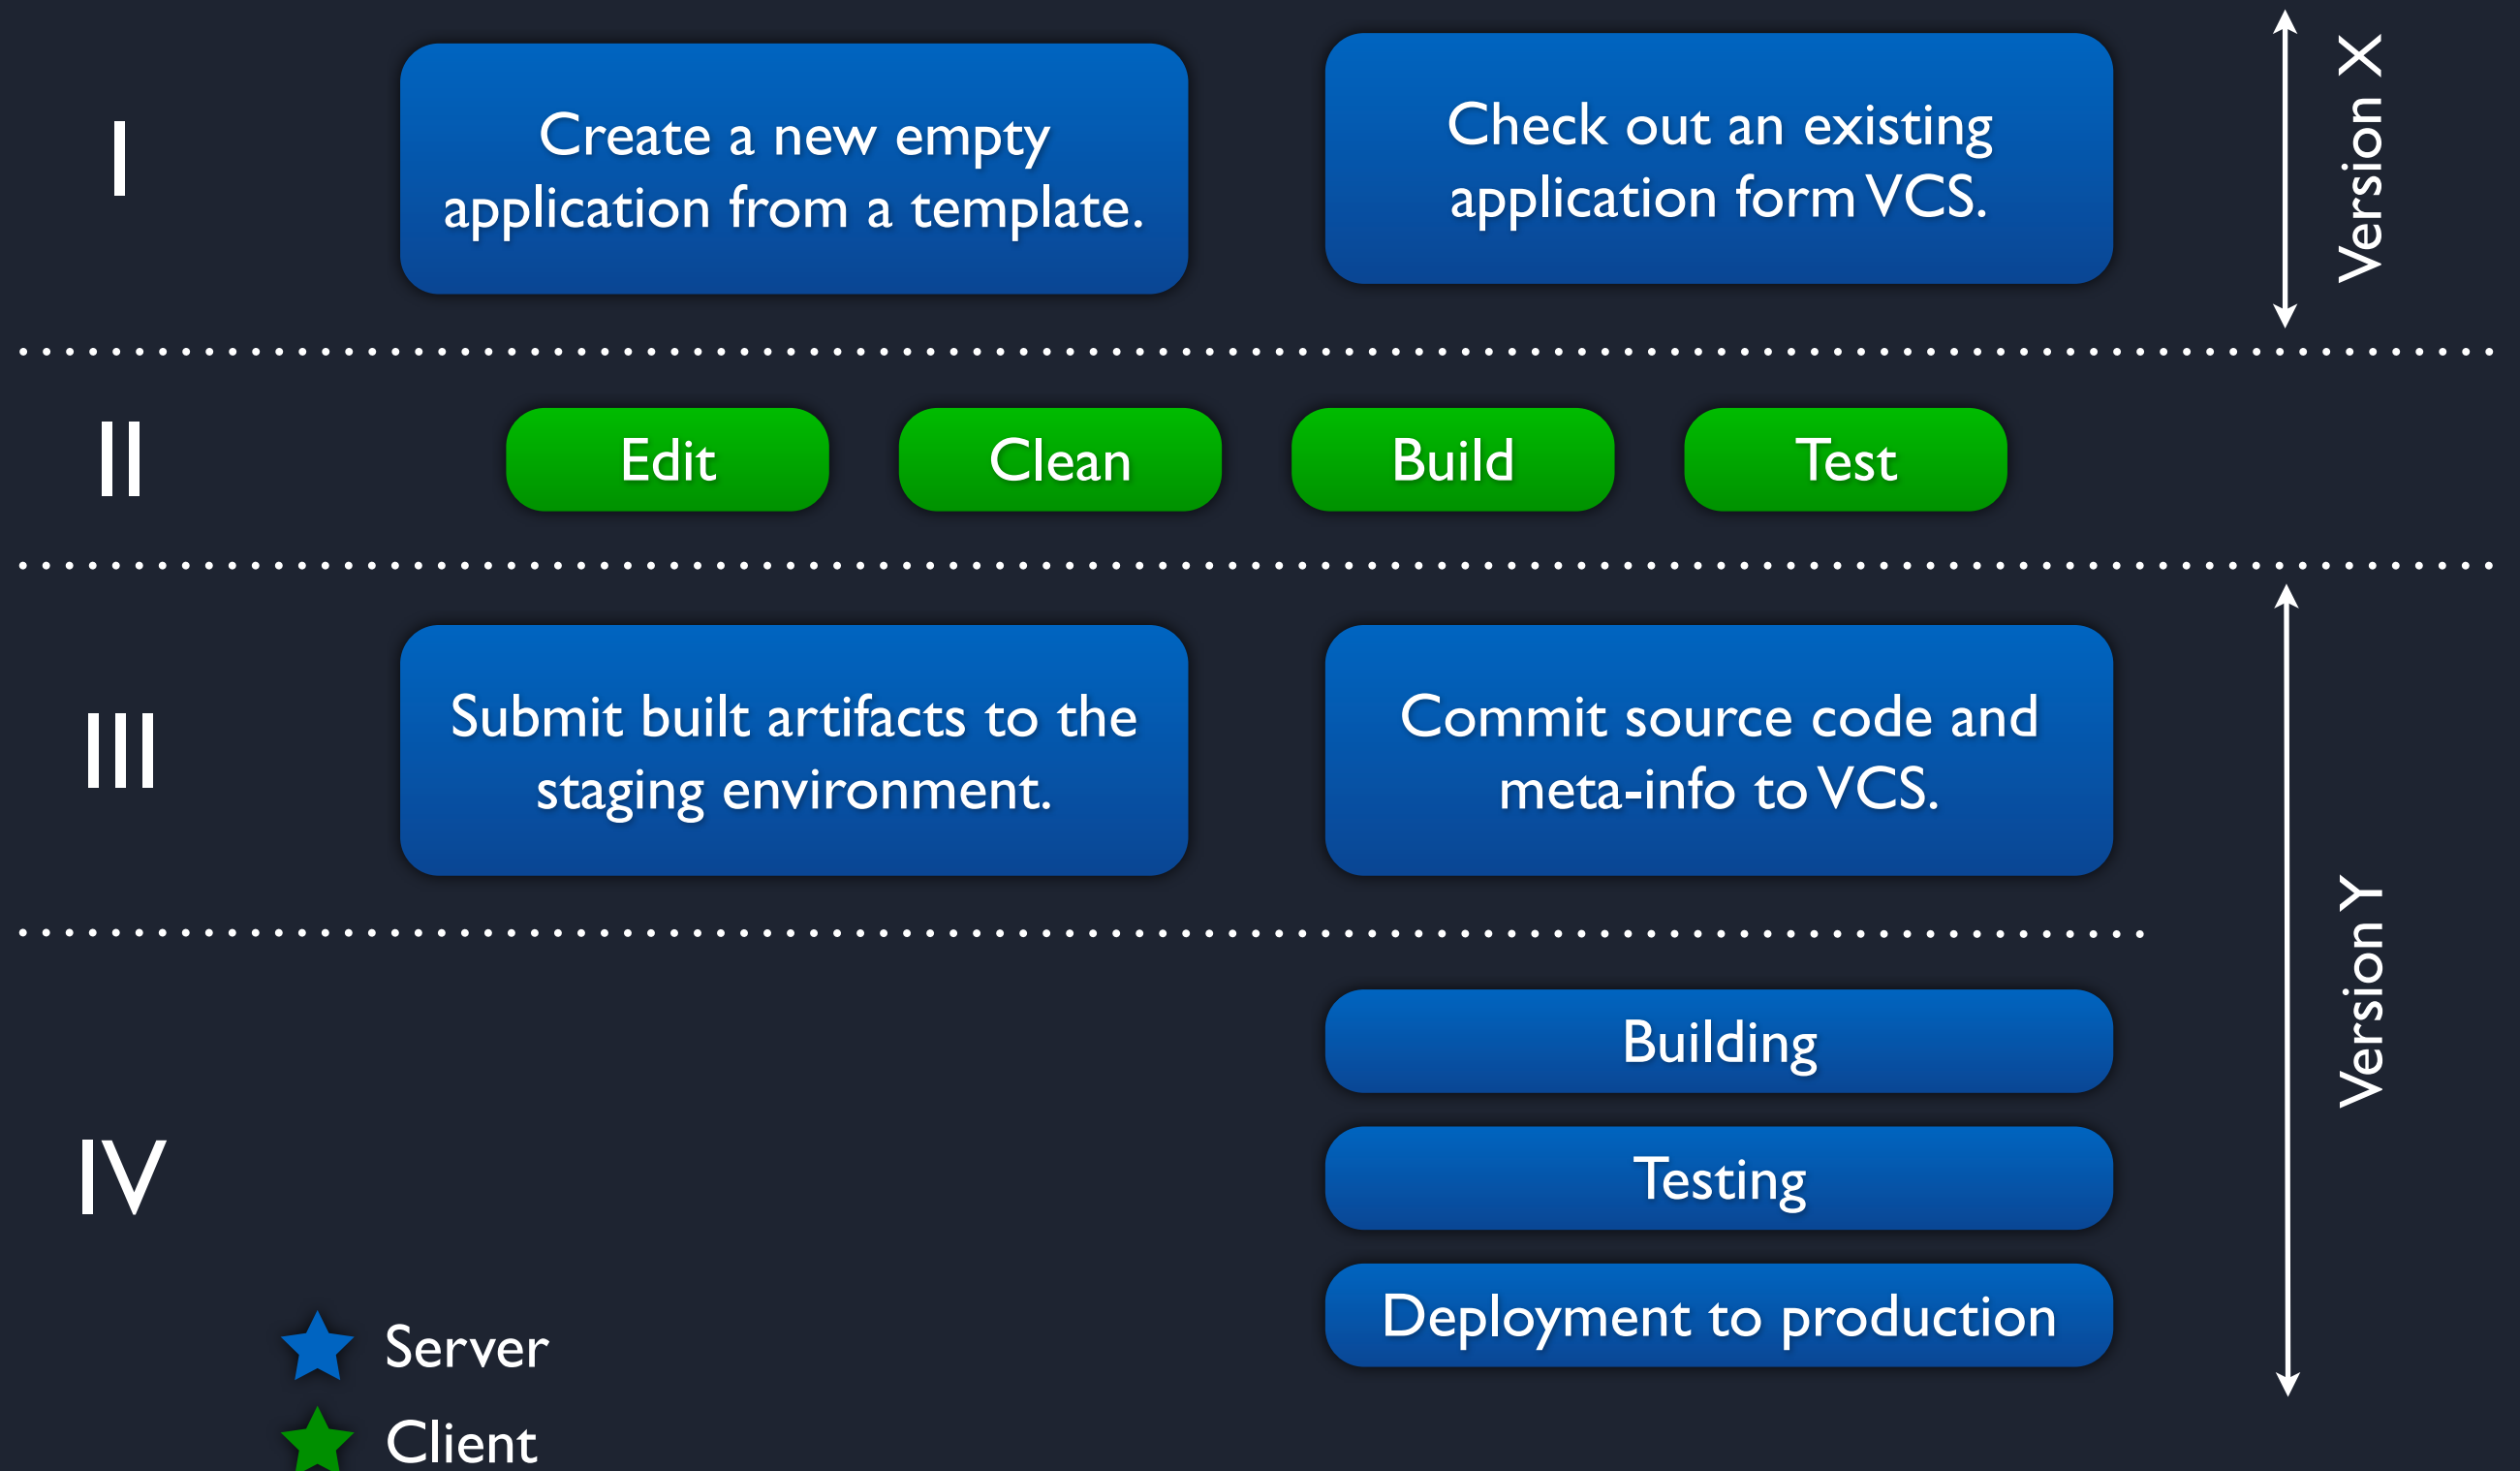 I
Create a new empty
application from a template.
Check out an existing
application form VCS.
Version X
II
Edit
Clean
Build
Test
III
Submit built artifacts to the
staging environment.
Commit source code and
meta-info to VCS.
Version Y
IV
Building
Testing
Deployment to production
Server
Client